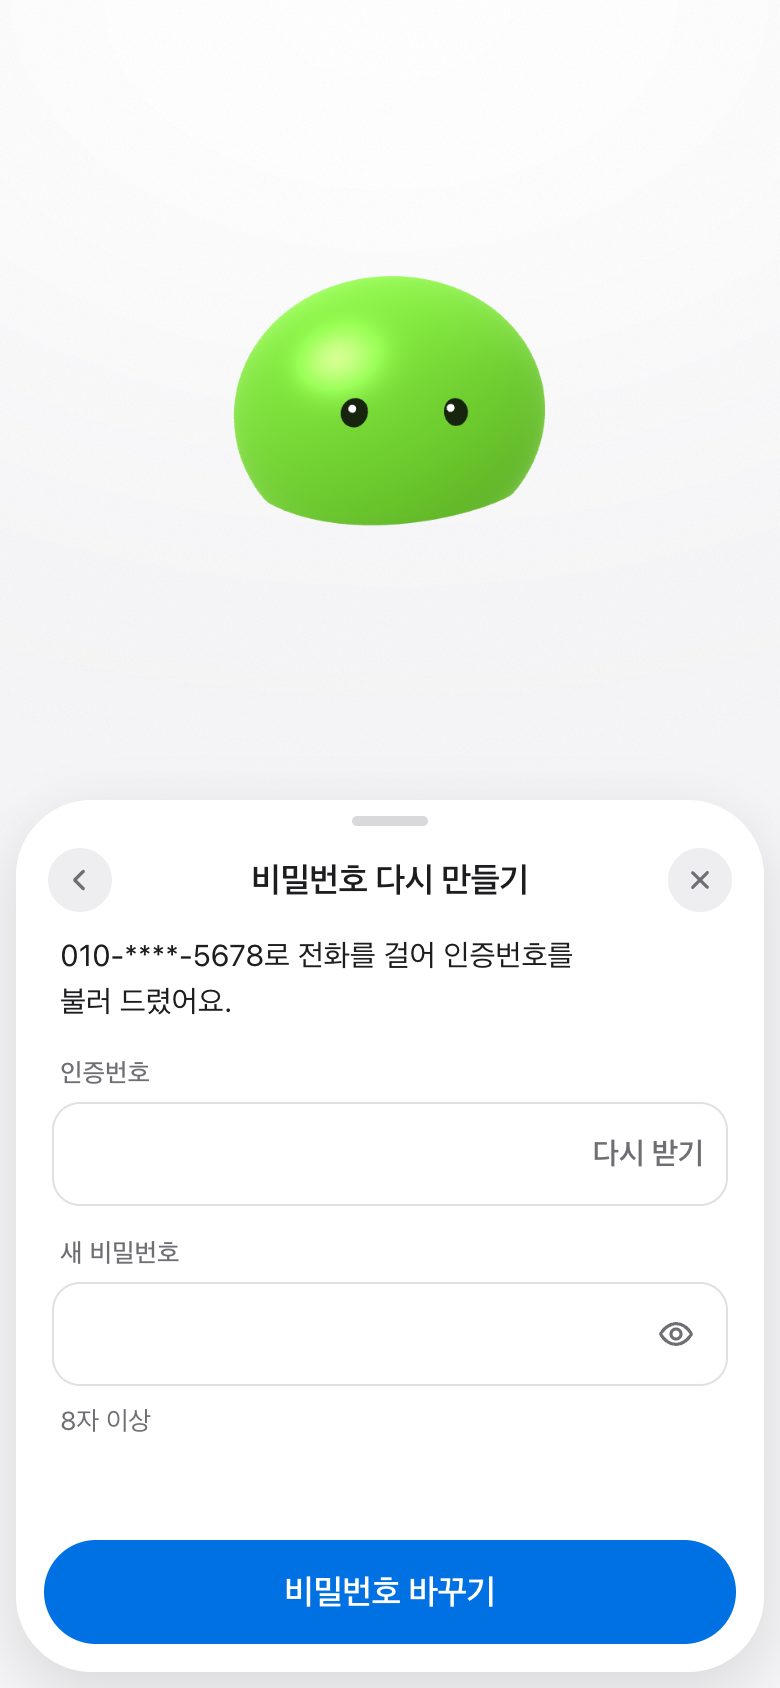 비밀번호 다시 만들기
010-****-5678로 전화를 걸어 인증번호를
불러 드렸어요.
인증번호
다시 받기
새 비밀번호
8자 이상
비밀번호 바꾸기